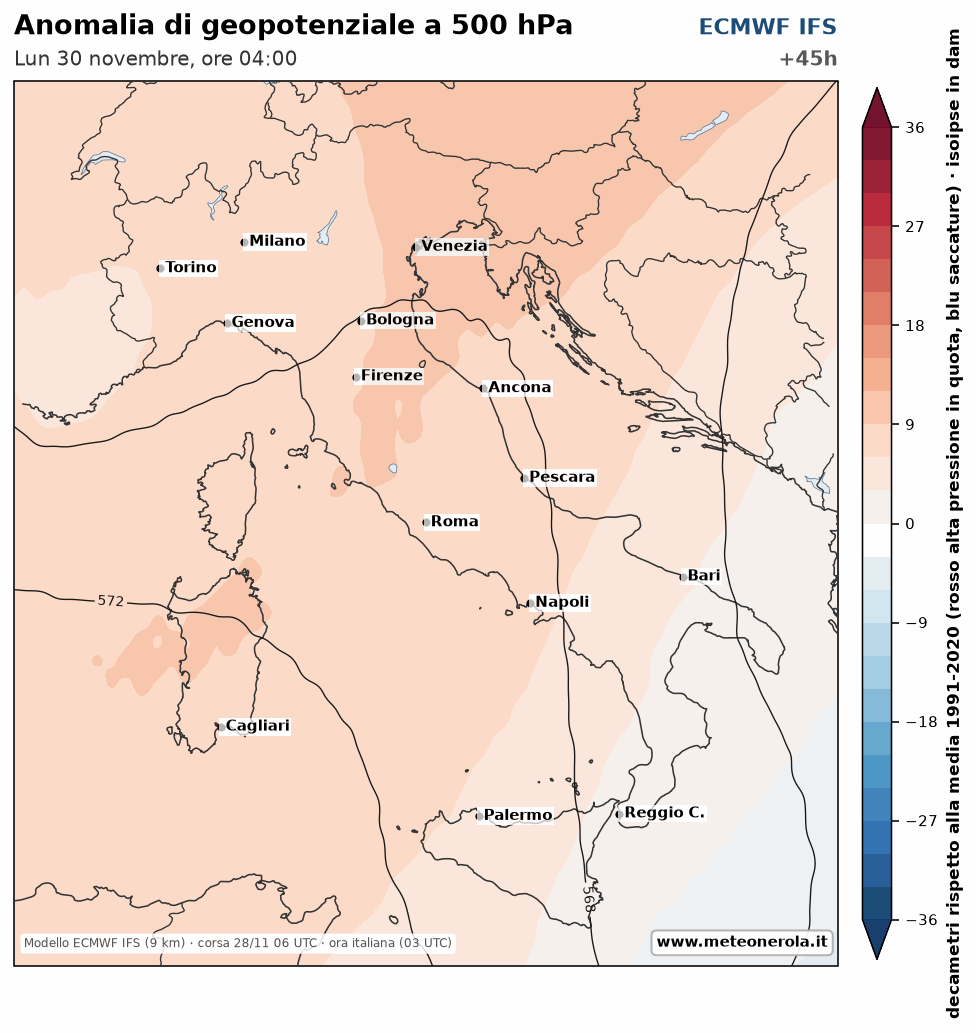 Anomalia di geopotenziale a 500 hPa
ECMWF IFS
Lun 30 novembre, ore 04:00
+45h
Milano
Venezia
Torino
Genova
Bologna
Firenze
Ancona
Pescara
Roma
Bari
572
Napoli
Cagliari
Palermo
Reggio C.
568
Modello ECMWF IFS (9 km) · corsa 28/11 06 UTC · ora italiana (03 UTC)
www.meteonerola.it
36
27
18
9
0
−9
−18
−27
−36
decametri rispetto alla media 1991-2020 (rosso alta pressione in quota, blu saccature) · isoipse in dam